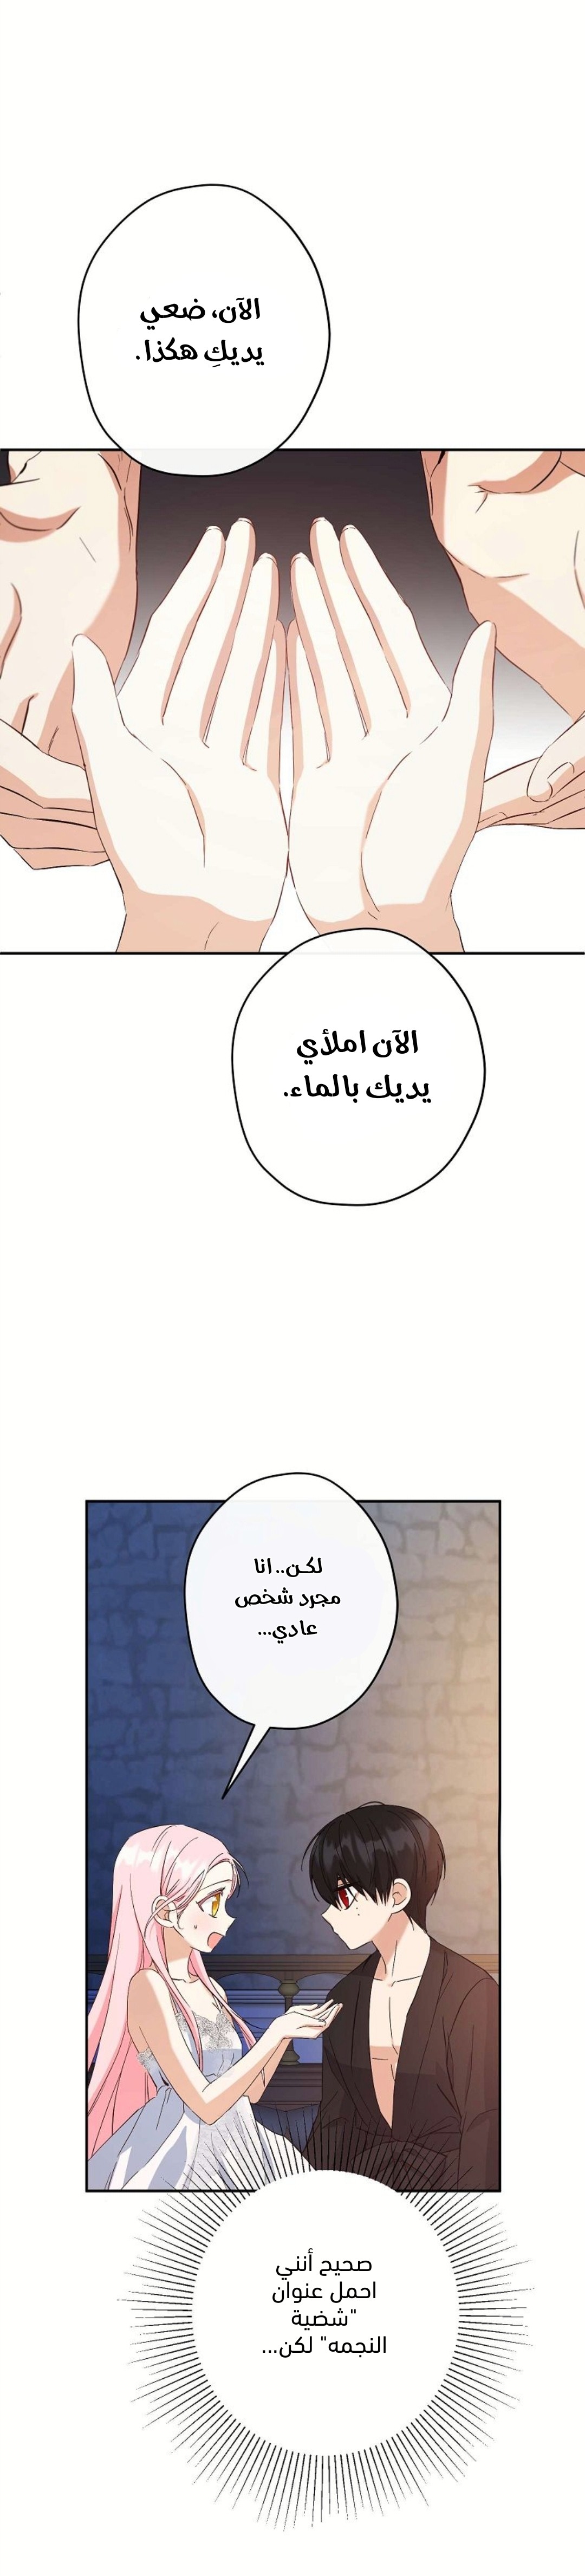 الآن، ضعي
يديكِ هكذا.
الآن املأي
يديك بالماء.
لكن.. انا
مجرد شخص
عادي...
صحيح أنني
احمل عنوان
"شضية
النجمه" لكن...